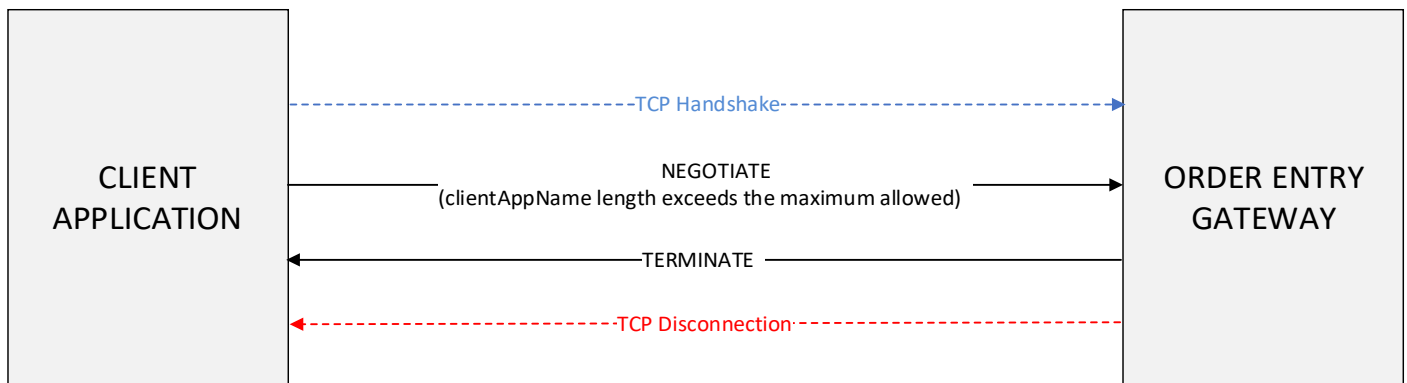 CLIENT
APPLICATION
TCP Handshake
NEGOTIATE
(clientAppName length exceeds the maximum allowed)
TERMINATE
TCP Disconnection
ORDER ENTRY
GATEWAY